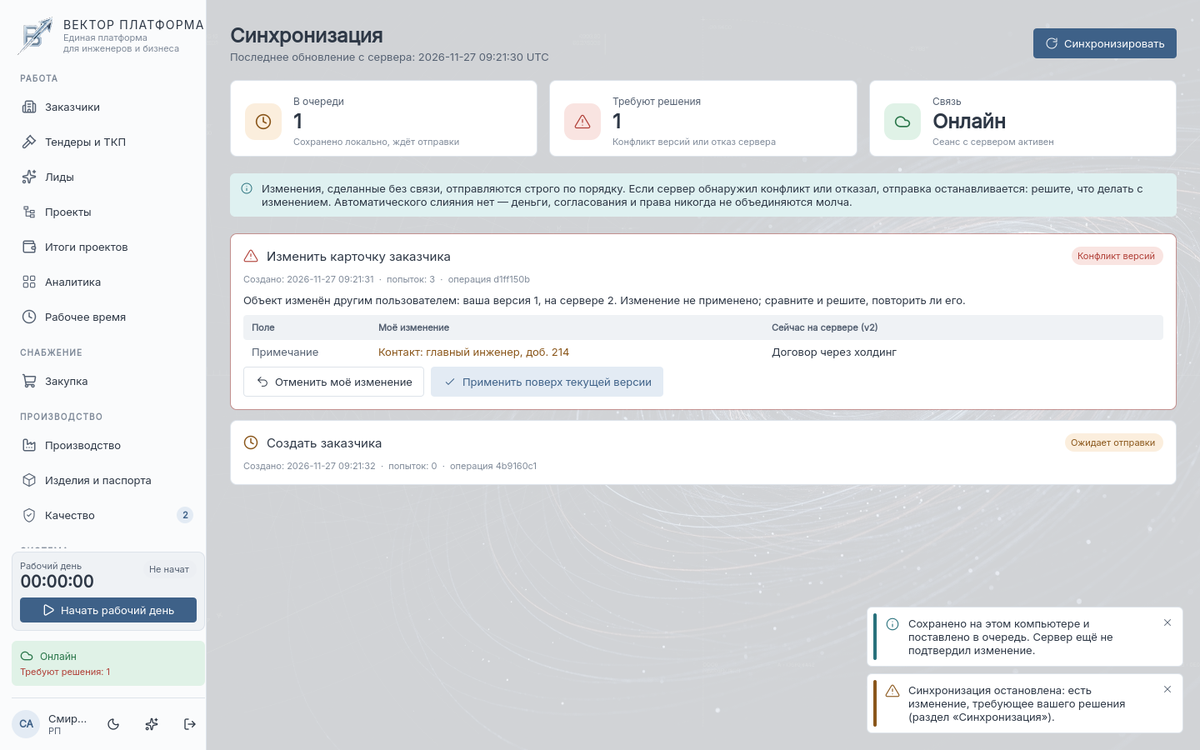 ВЕКТОР ПЛАТФОРМА
Единая платформа
для инженеров и бизнеса
РАБОТА
Заказчики
Тендеры и ТКП
Лиды
Проекты
Итоги проектов
Аналитика
Рабочее время
СНАБЖЕНИЕ
Закупка
ПРОИЗВОДСТВО
Производство
Изделия и паспорта
Качество 2
Рабочий день
Не начат
00:00:00
Начать рабочий день
Онлайн
Требуют решения: 1
СА
Смир...
РП
Синхронизация
Последнее обновление с сервера: 2026-11-27 09:21:30 UTC
Синхронизировать
В очереди
1
Сохранено локально, ждёт отправки
Требуют решения
1
Конфликт версий или отказ сервера
Связь
Онлайн
Сеанс с сервером активен
Изменения, сделанные без связи, отправляются строго по порядку. Если сервер обнаружил конфликт или отказал, отправка останавливается: решите, что делать с
изменением. Автоматического слияния нет — деньги, согласования и права никогда не объединяются молча.
Изменить карточку заказчика
Конфликт версий
Создано: 2026-11-27 09:21:31 · попыток: 3 · операция d1ff150b
Объект изменён другим пользователем: ваша версия 1, на сервере 2. Изменение не применено; сравните и решите, повторить ли его.
Поле Моё изменение Сейчас на сервере (v2)
Примечание Контакт: главный инженер, доб. 214 Договор через холдинг
Отменить моё изменение
Применить поверх текущей версии
Создать заказчика
Ожидает отправки
Создано: 2026-11-27 09:21:32 · попыток: 0 · операция 4b9160c1
Сохранено на этом компьютере и
поставлено в очередь. Сервер ещё не
подтвердил изменение.
Синхронизация остановлена: есть
изменение, требующее вашего решения
(раздел «Синхронизация»).